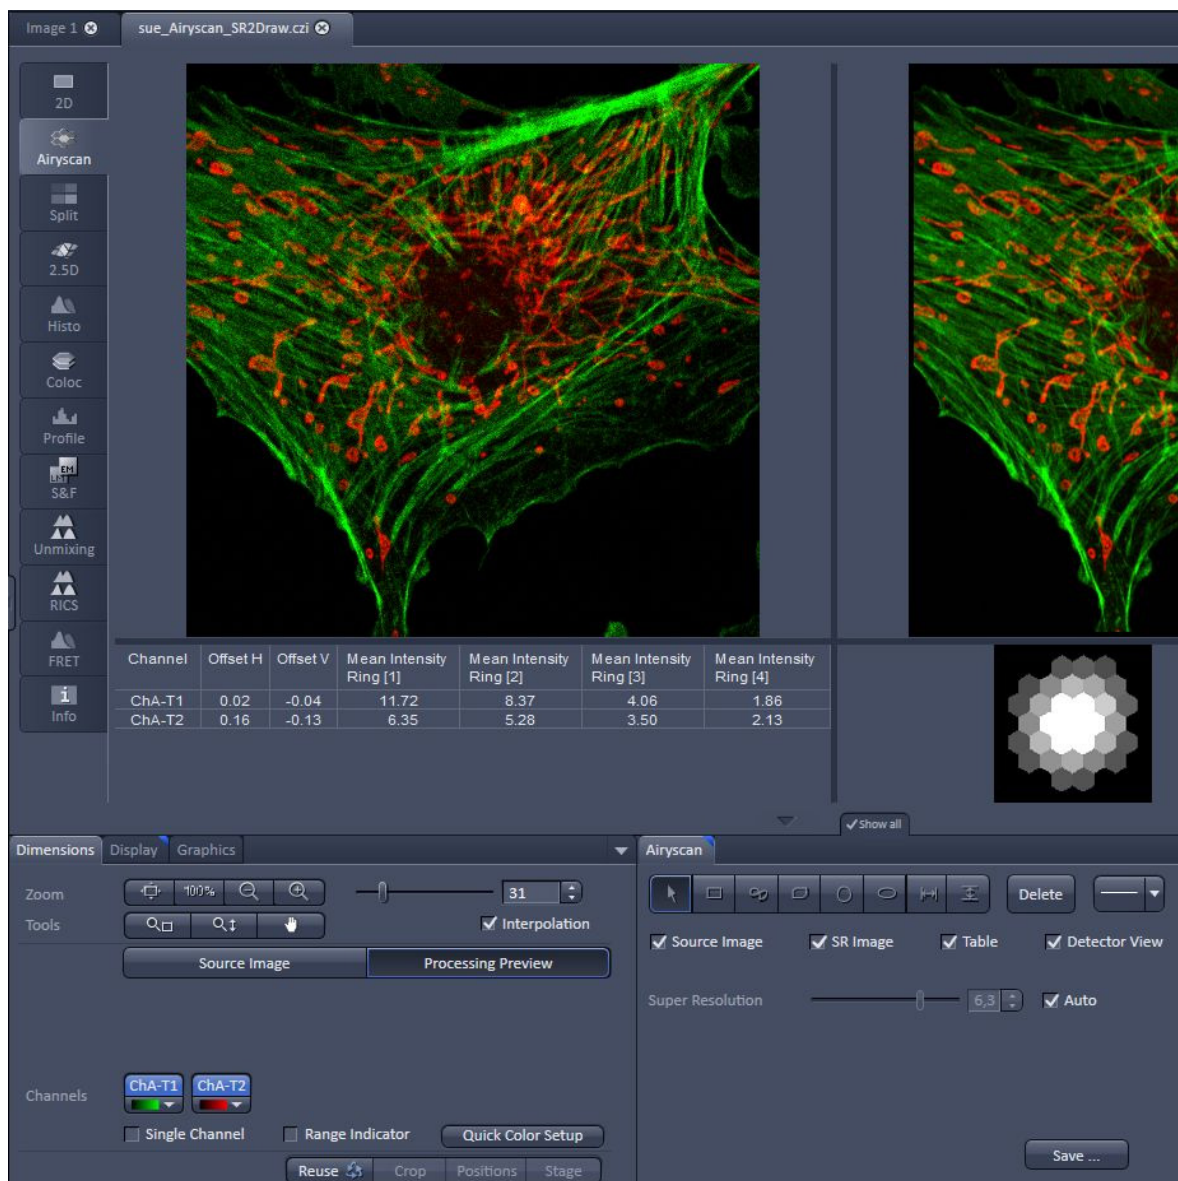 Image 1
sue_Airyscan_SR2Draw.czi
2D
Airyscan
Split
2.5D
Histo
Coloc
Profile
EM
S&F
Unmixing
RICS
FRET
Info
Channel Offset H Offset V Mean Intensity Ring [1] Mean Intensity Ring [2] Mean Intensity Ring [3] Mean Intensity Ring [4]
ChA-T1 0.02 -0.04 11.72 8.37 4.06 1.86
ChA-T2 0.16 -0.13 6.35 5.28 3.50 2.13
Show all
Dimensions Display Graphics
Zoom 100% 31
Tools Interpolation
Source Image Processing Preview
Channels ChA-T1 ChA-T2
Single Channel Range Indicator Quick Color Setup
Reuse Crop Positions Stage
Airyscan
Delete
Source Image SR Image Table Detector View
Super Resolution 6,3 Auto
Save ...